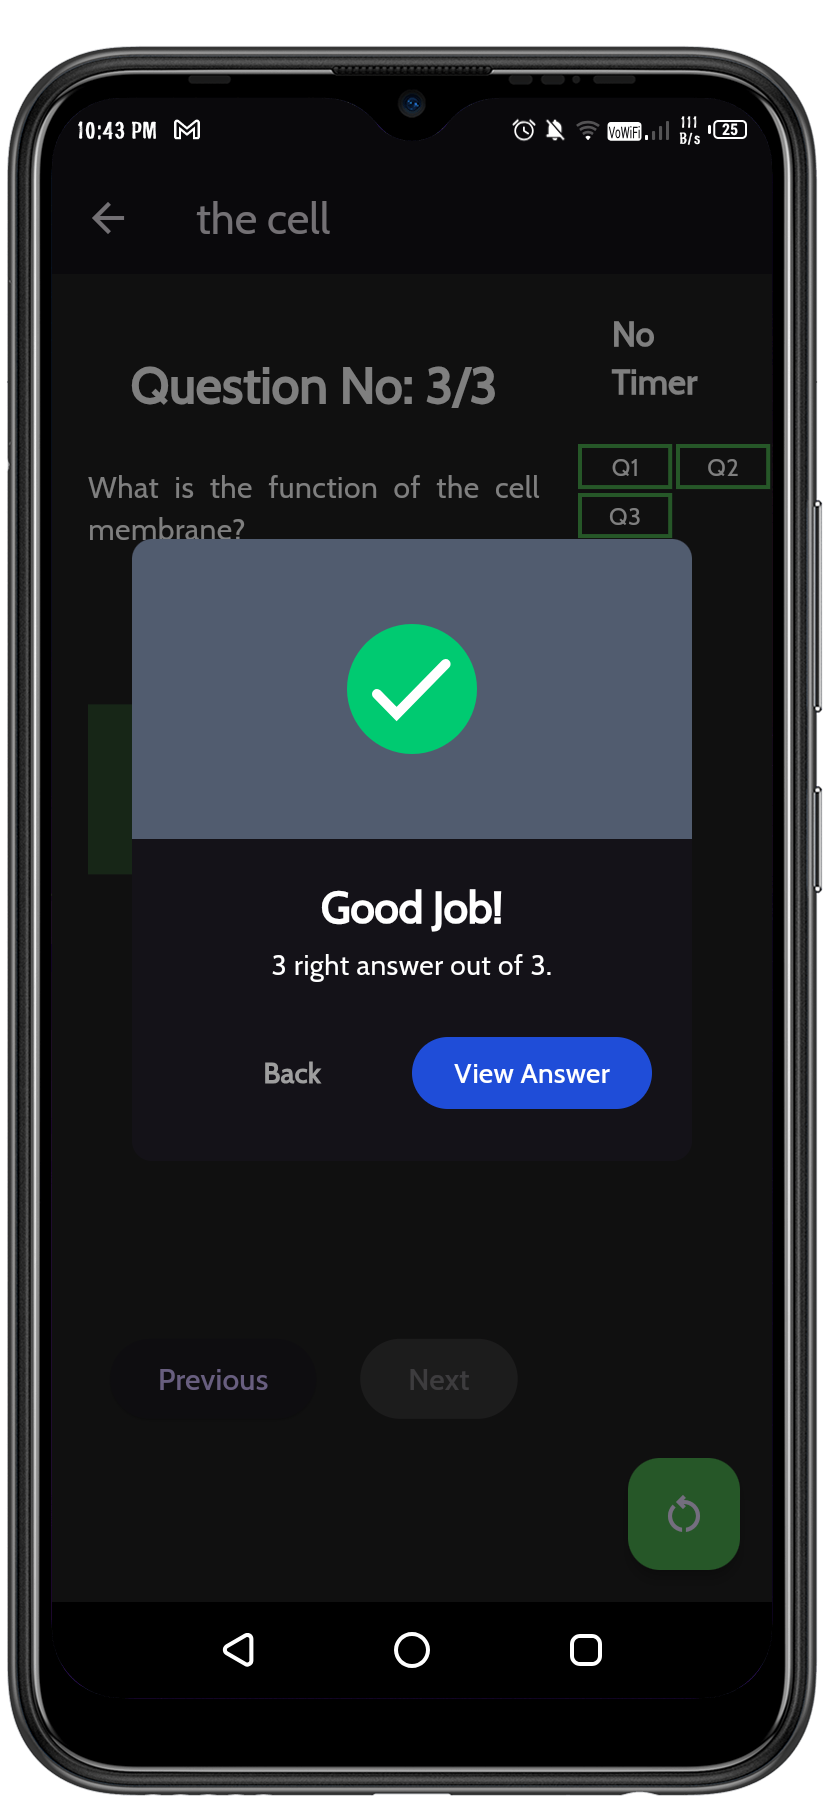 10:43 PM
VoWiFi
111
B/s
25
the cell
No
Timer
Question No: 3/3
Q1
Q2
What is the function of the cell
membrane?
Q3
Good Job!
3 right answer out of 3.
Back
View Answer
Previous
Next